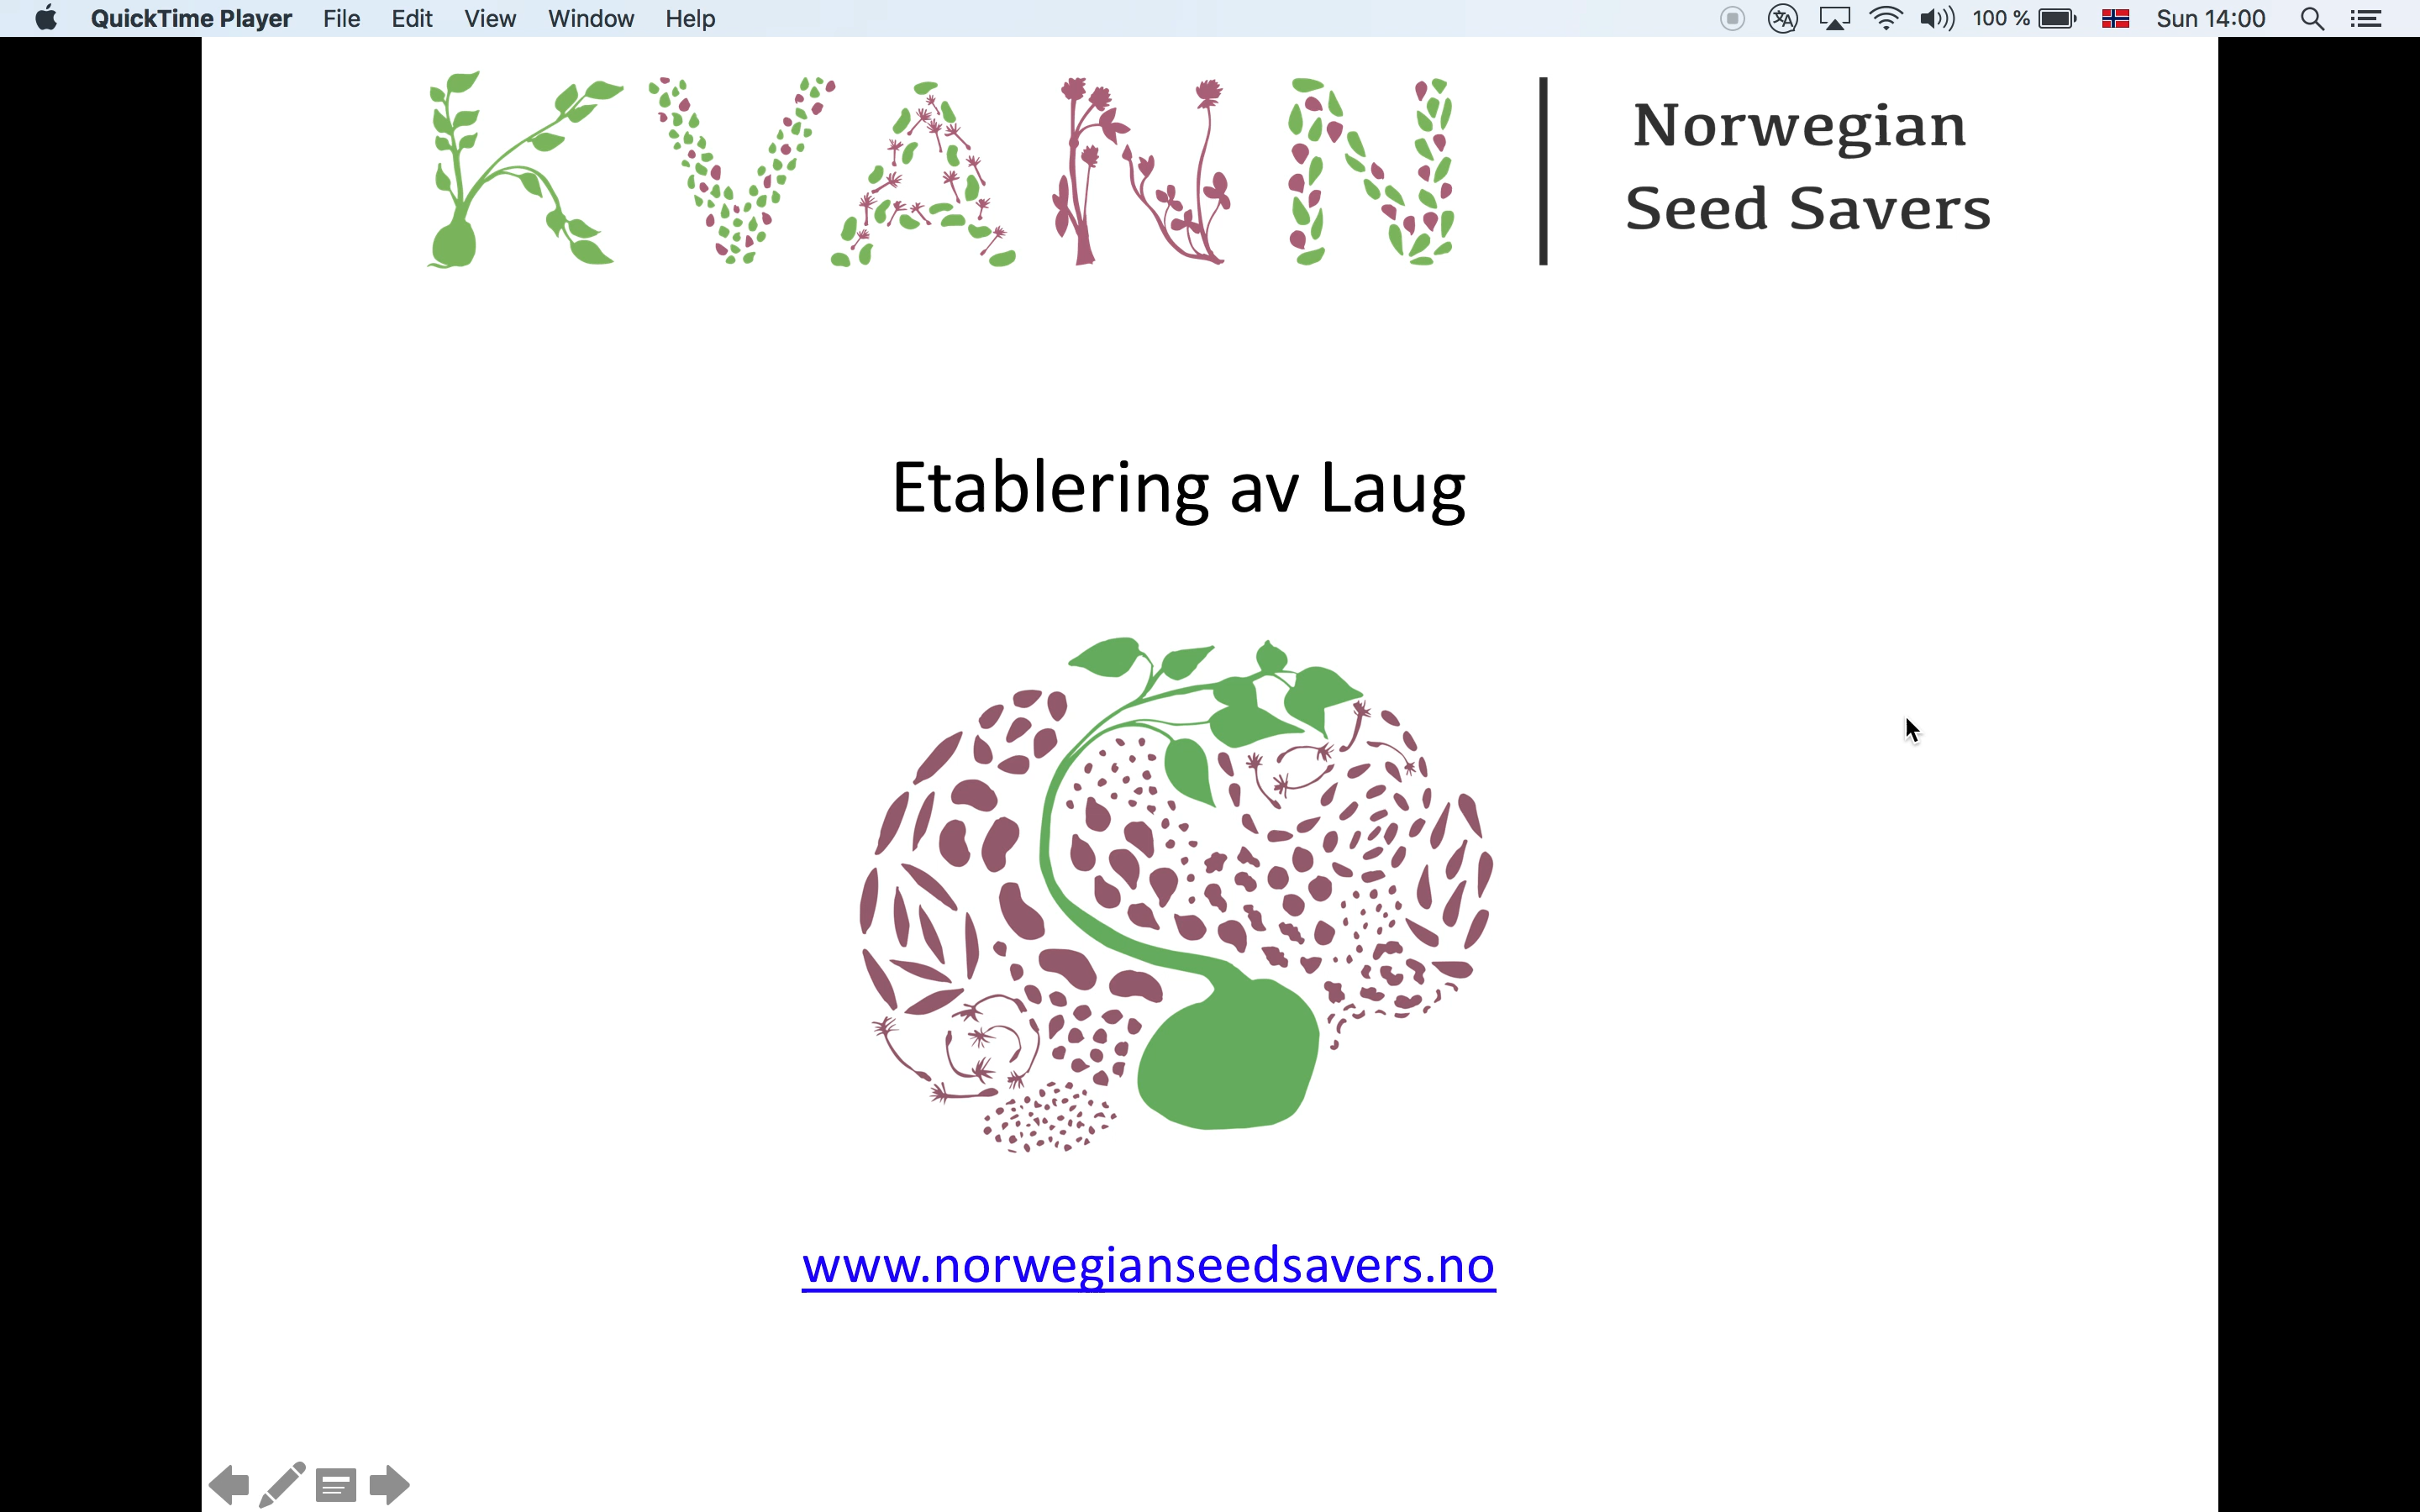 QuickTime Player File Edit View Window Help 100 % Sun 14:00
KVANN
Norwegian
Seed Savers
Etablering av Laug
www.norwegianseedsavers.no